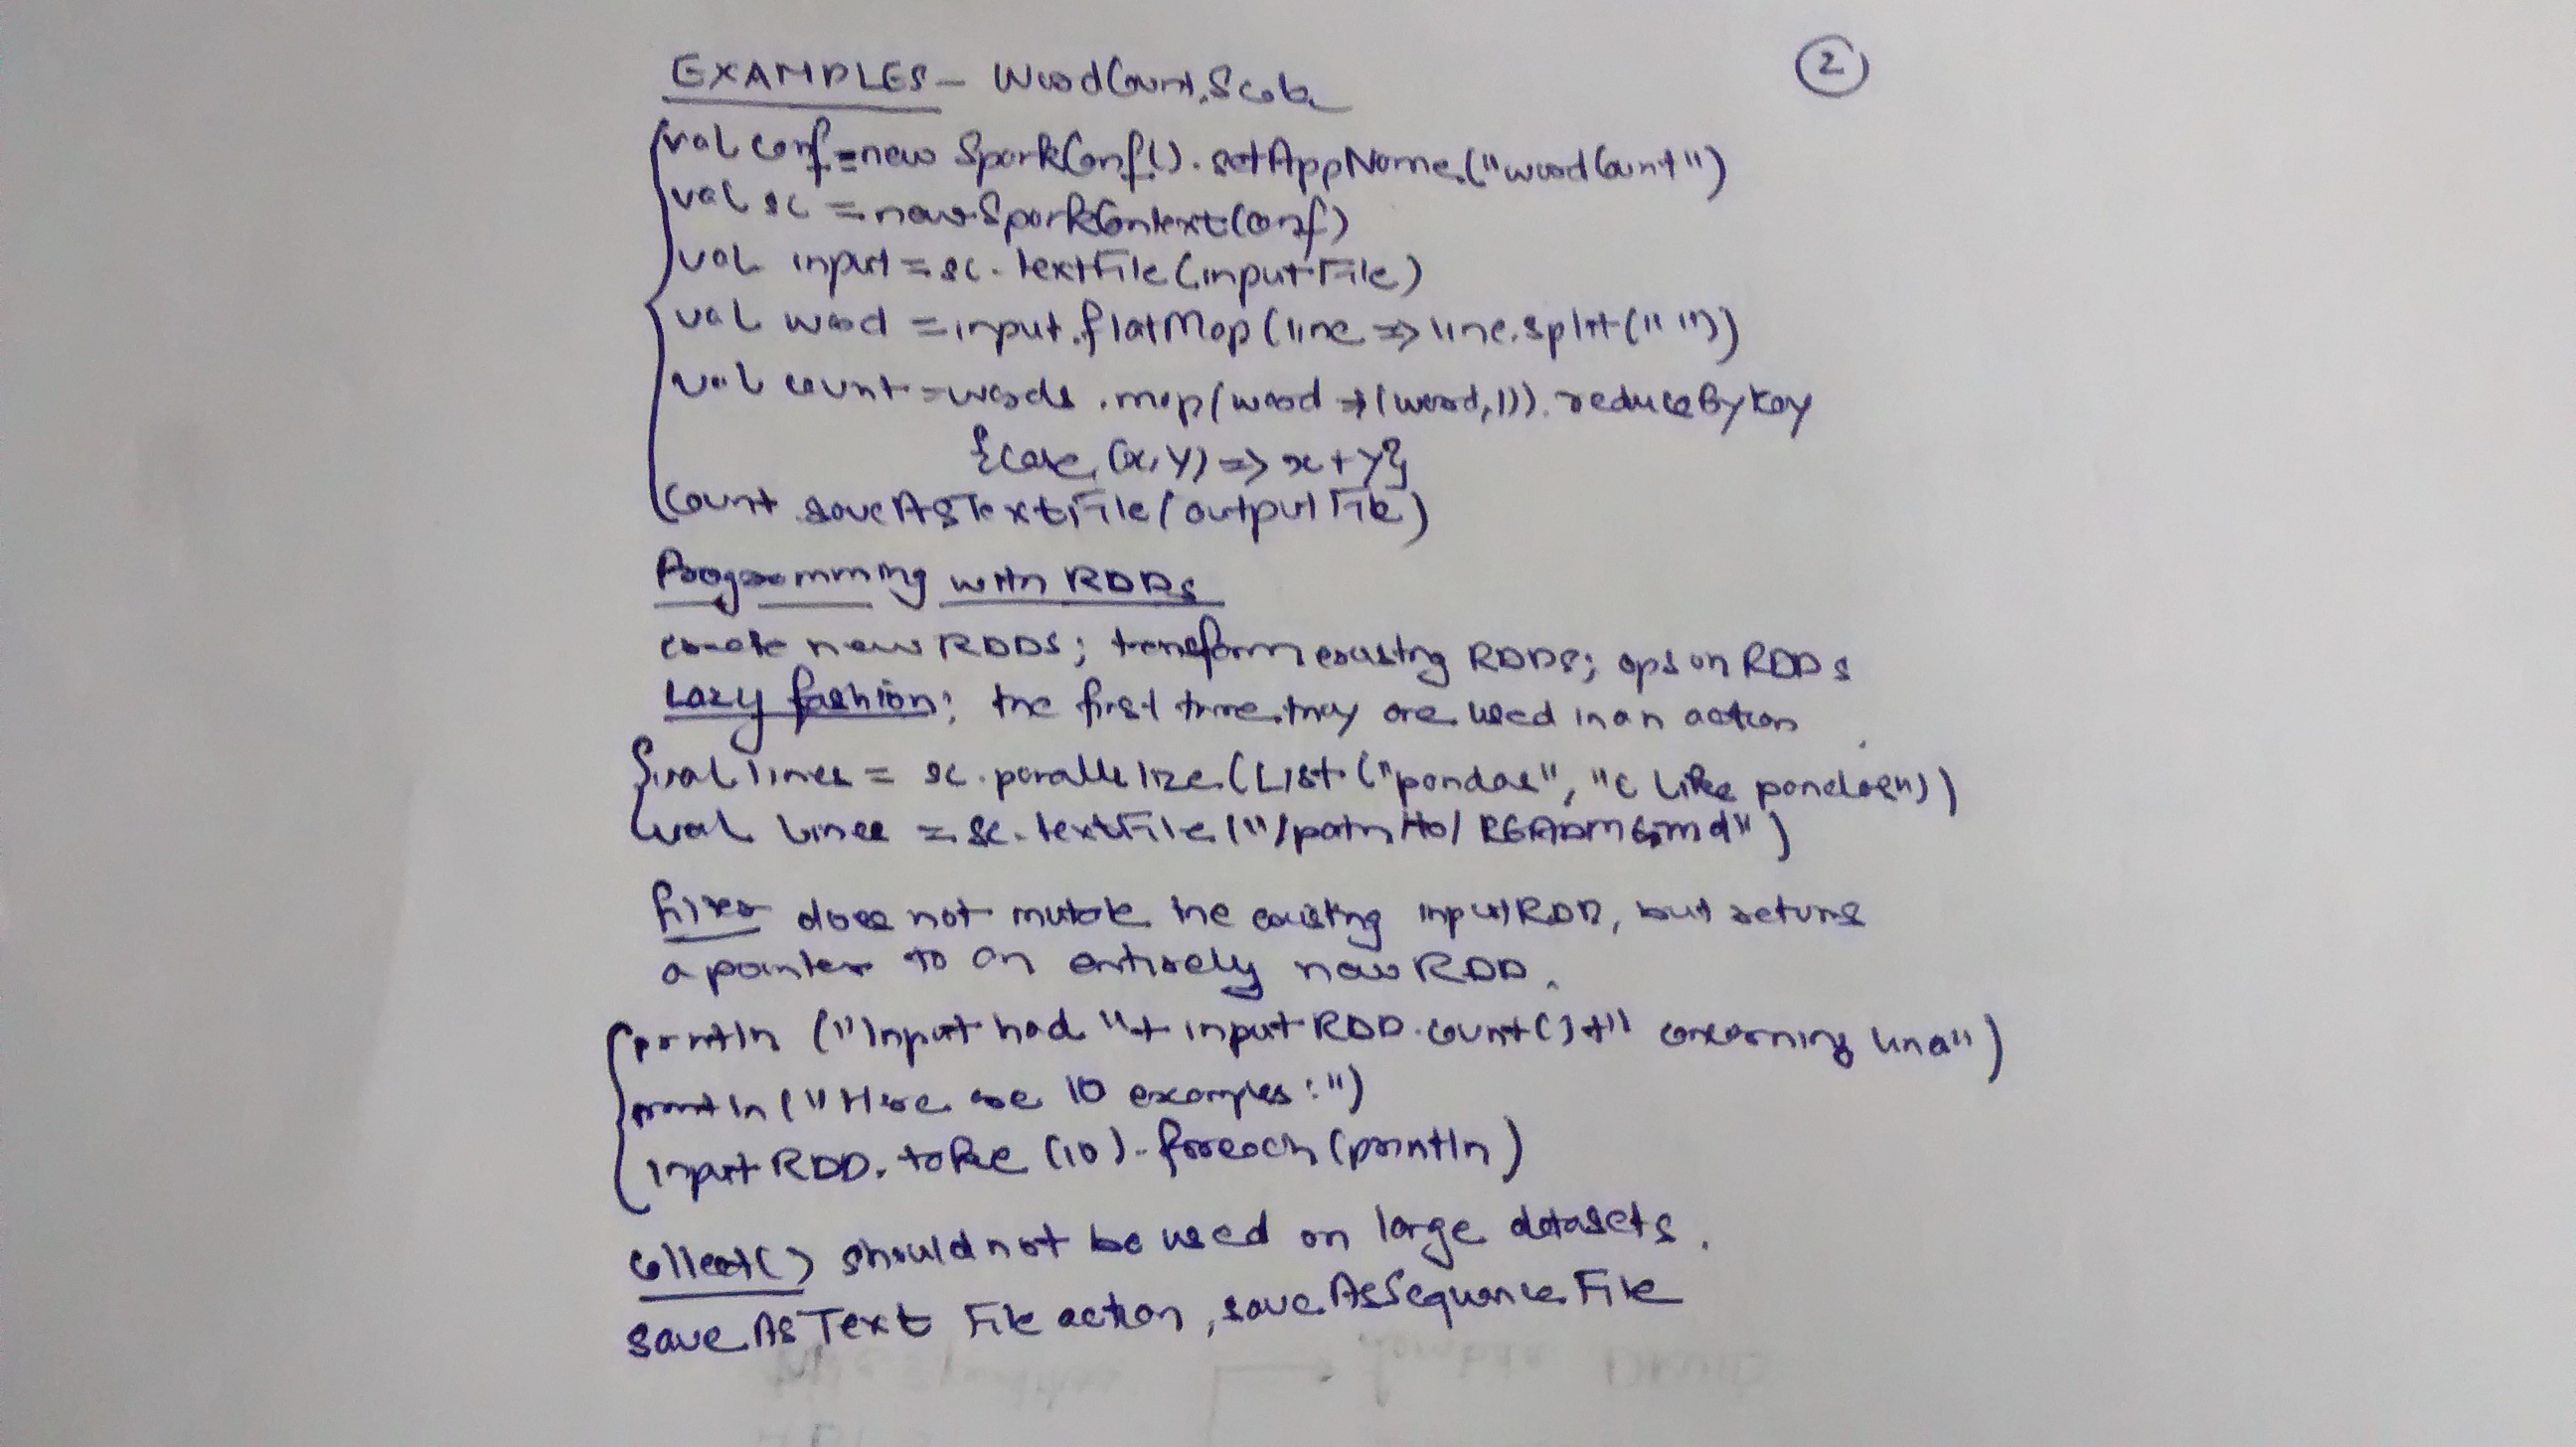 EXAMPLES - WordCount.Scala
2
val conf = new SparkConf().setAppName("wordCount")
val sc = new SparkContext(conf)
val input = sc.textFile(inputFile)
val word = input.flatMap(line => line.split(" "))
val count = words.map(word => (word,1)).reduceByKey
{case (x,y) => x+y}
count.saveAsTextFile(outputFile)
Programming with RDDs
create new RDDs; transform existing RDDs; ops on RDDs
Lazy fashion; the first time they are used in an action
val lines = sc.parallelize(List("pandas", "i like pandas"))
val lines = sc.textFile("/path/to/README.md")
filter does not mutate the existing inputRDD, but returns
a pointer to an entirely new RDD.
println ("Input had " + inputRDD.count() + " concerning lines")
println("Here are 10 examples:")
inputRDD.take(10).foreach(println)
collect() should not be used on large datasets.
saveAsText File action, saveAsSequenceFile